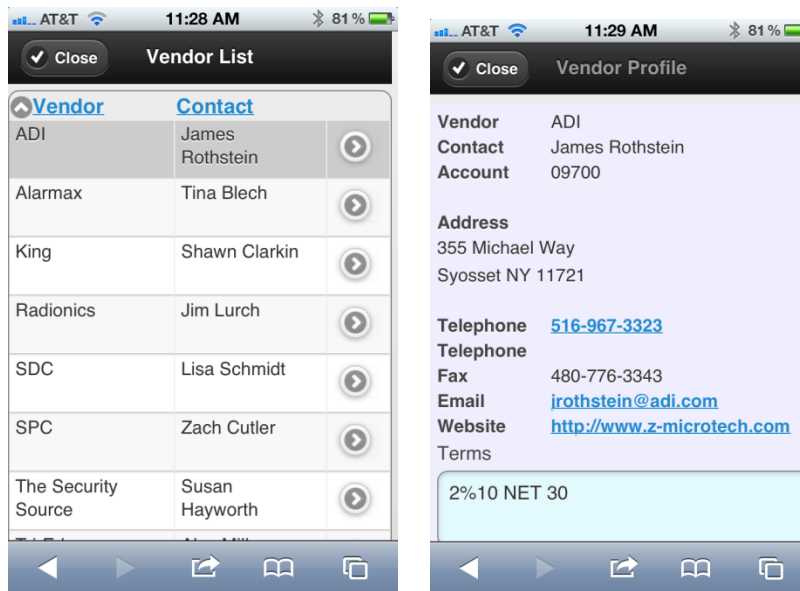 AT&T 11:28 AM 81%
Close Vendor List
Vendor Contact
ADI James
Rothstein
Alarmax Tina Blech
King Shawn Clarkin
Radionics Jim Lurch
SDC Lisa Schmidt
SPC Zach Cutler
The Security Susan
Source Hayworth
AT&T 11:29 AM 81%
Close Vendor Profile
Vendor ADI
Contact James Rothstein
Account 09700
Address
355 Michael Way
Syosset NY 11721
Telephone 516-967-3323
Telephone
Fax 480-776-3343
Email jrothstein@adi.com
Website http://www.z-microtech.com
Terms
2%10 NET 30